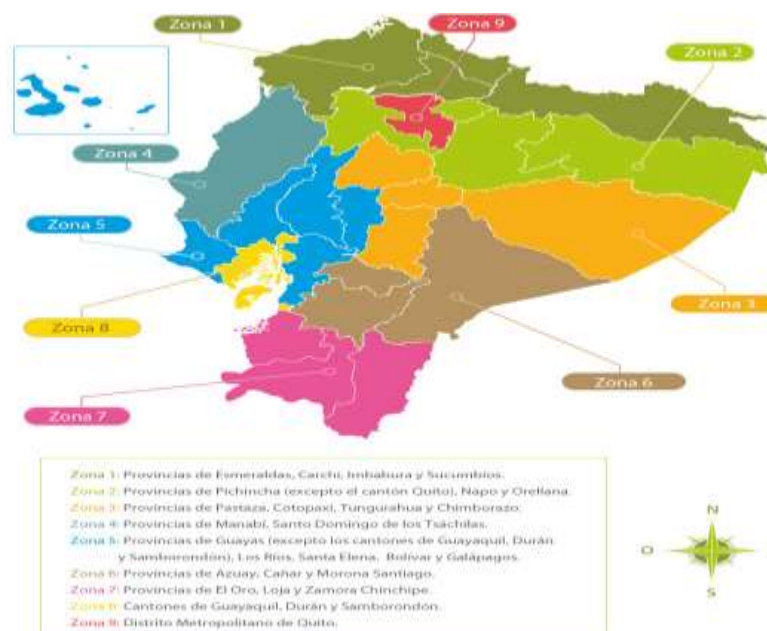 Zona 1
Zona 9
Zona 2
Zona 4
Zona 5
Zona 8
Zona 3
Zona 6
Zona 7
Zona 1: Provincias de Esmeraldas, Carchi, Imbabura y Sucumbios.
Zona 2: Provincias de Pichincha (excepto el cantón Quito), Napo y Orellana.
Zona 3: Provincias de Pastaza, Cotopaxi, Tungurahua y Chimborazo.
Zona 4: Provincias de Manabí, Santo Domingo de los Tsáchilas.
Zona 5: Provincias de Guayas (excepto los cantones de Guayaquil, Durán
y Samborondón), Los Ríos, Santa Elena, Bolívar y Galápagos.
Zona 6: Provincias de Azuay, Cañar y Morona Santiago.
Zona 7: Provincias de El Oro, Loja y Zamora Chinchipe.
Zona 8: Cantones de Guayaquil, Durán y Samborondón.
Zona 9: Distrito Metropolitano de Quito.
N
O
E
S